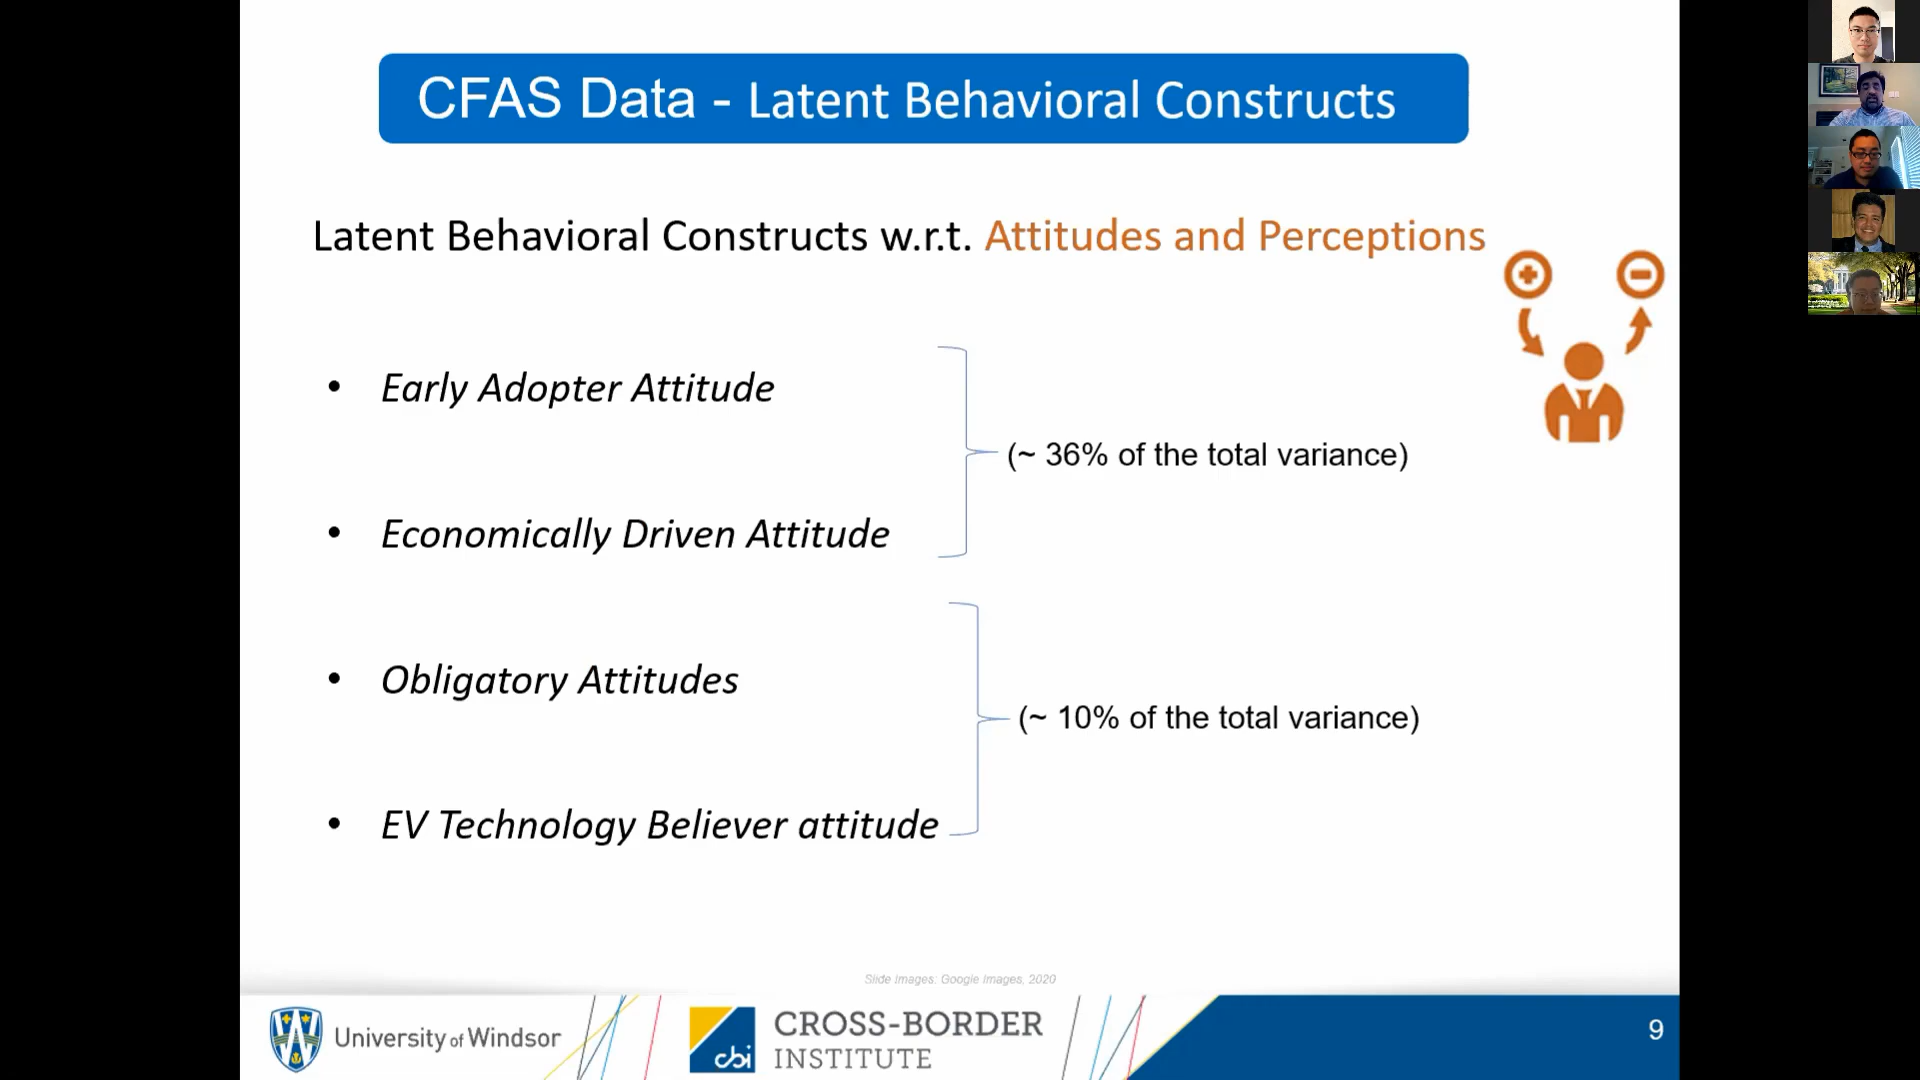 CFAS Data - Latent Behavioral Constructs
Latent Behavioral Constructs w.r.t. Attitudes and Perceptions
• Early Adopter Attitude
(~ 36% of the total variance)
• Economically Driven Attitude
• Obligatory Attitudes
(~ 10% of the total variance)
• EV Technology Believer attitude
Slide Images: Google Images, 2020
University of Windsor
cbi
CROSS-BORDER
INSTITUTE
9